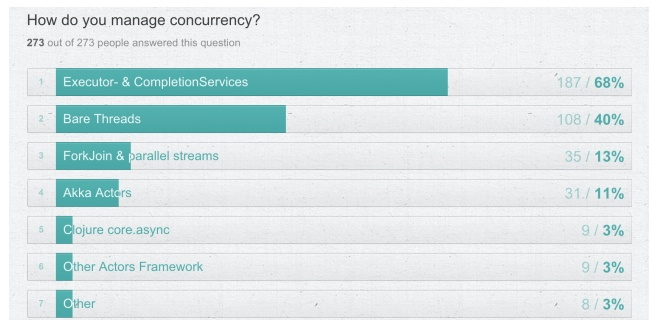 How do you manage concurrency?
273 out of 273 people answered this question
1 Executor- & CompletionServices 187 / 68%
2 Bare Threads 108 / 40%
3 ForkJoin & parallel streams 35 / 13%
4 Akka Actors 31 / 11%
5 Clojure core.async 9 / 3%
6 Other Actors Framework 9 / 3%
7 Other 8 / 3%